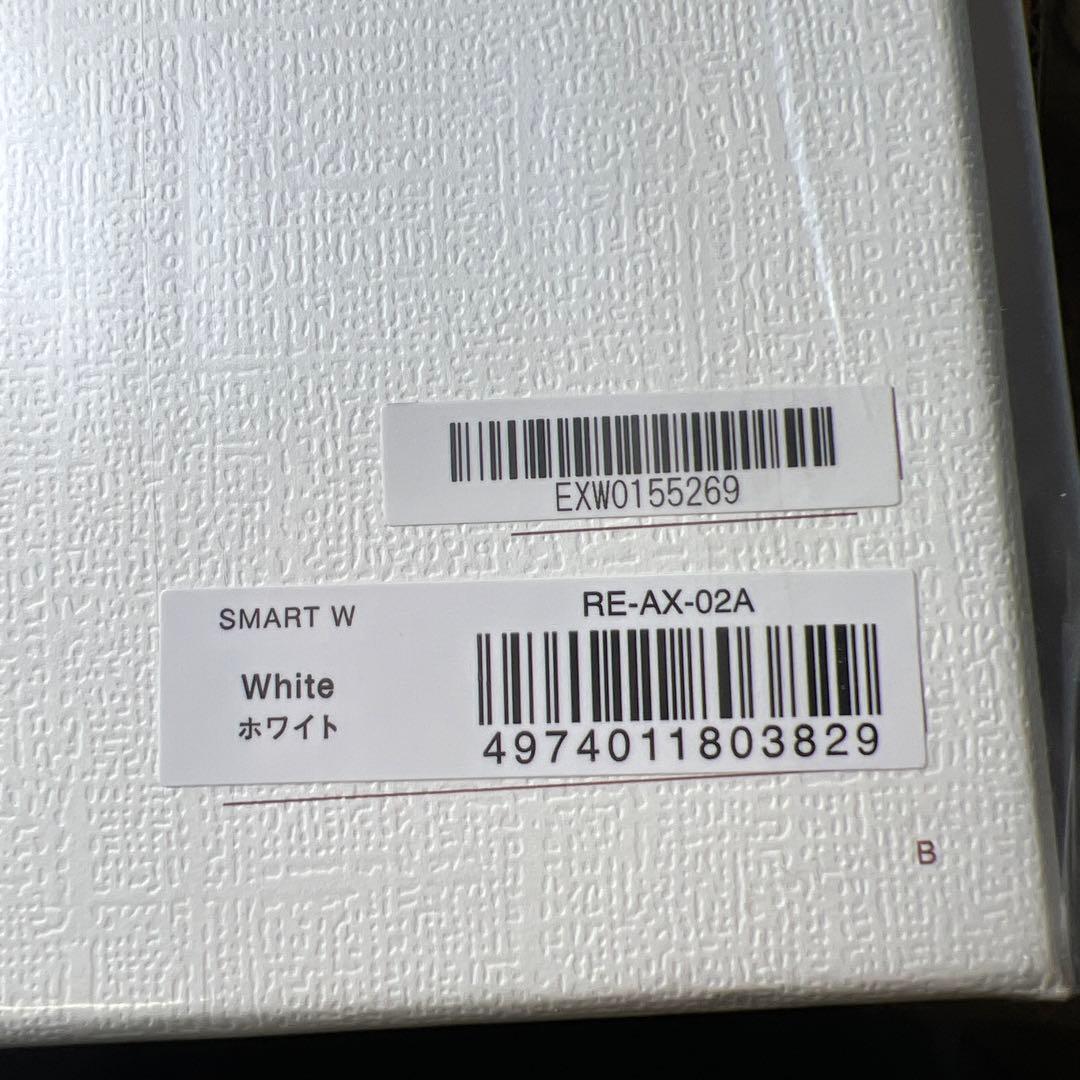 EXW0155269
SMART W
RE-AX-02A
White
ホワイト
4974011803829
B